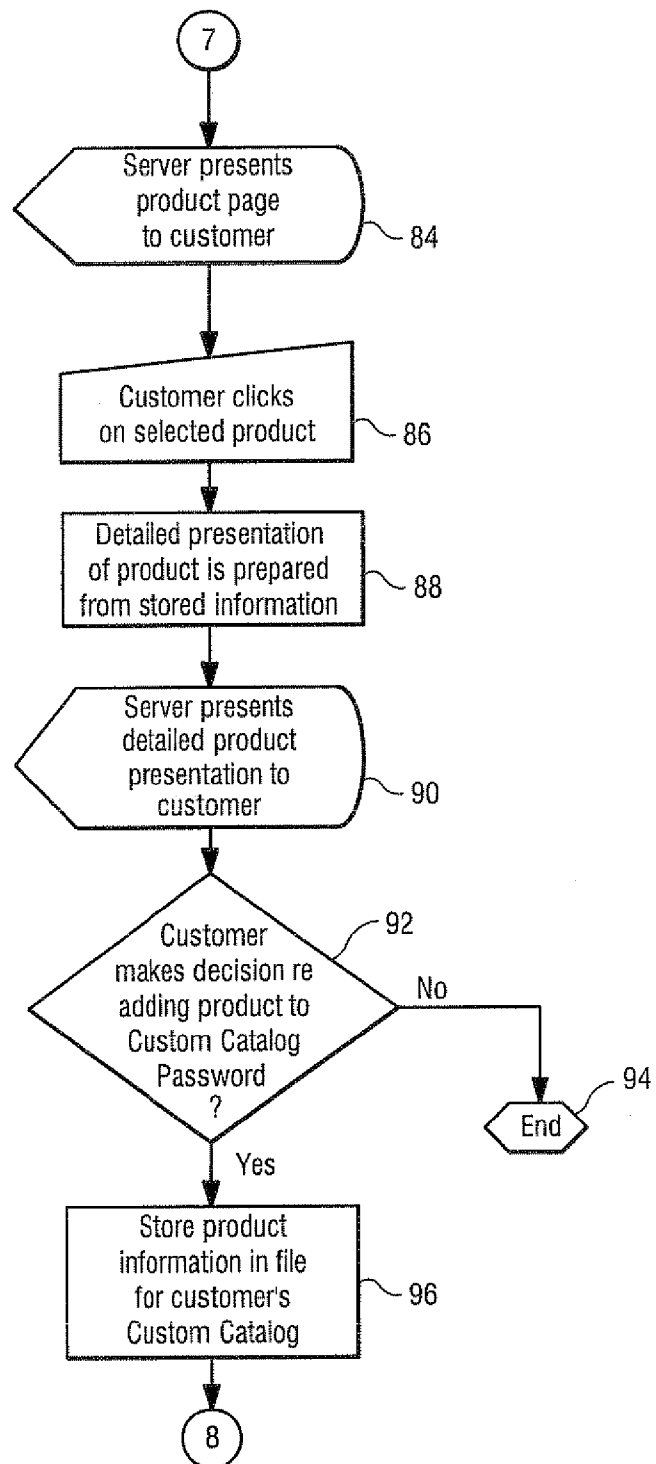 7
Server presents
product page
to customer
84
Customer clicks
on selected product
86
Detailed presentation
of product is prepared
from stored information
88
Server presents
detailed product
presentation to
customer
90
92
Customer
makes decision re
adding product to
Custom Catalog
Password
?
No
94
End
Yes
Store product
information in file
for customer's
Custom Catalog
96
8